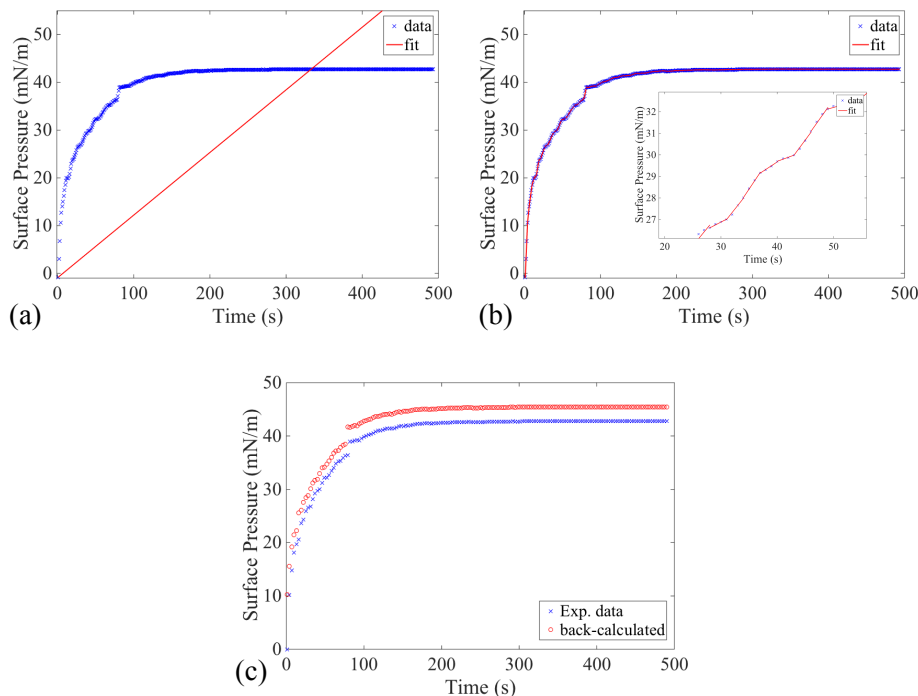 Surface Pressure (mN/m)
50
40
30
20
10
0
0 100 200 300 400 500
Time (s)
data
fit
(a)
Surface Pressure (mN/m)
50
40
30
20
10
0
0 100 200 300 400 500
Time (s)
data
fit
Surface Pressure (mN/m)
32
31
30
29
28
27
20 30 40 50
Time (s)
data
fit
(b)
Surface Pressure (mN/m)
50
40
30
20
10
0
0 100 200 300 400 500
Time (s)
Exp. data
back-calculated
(c)